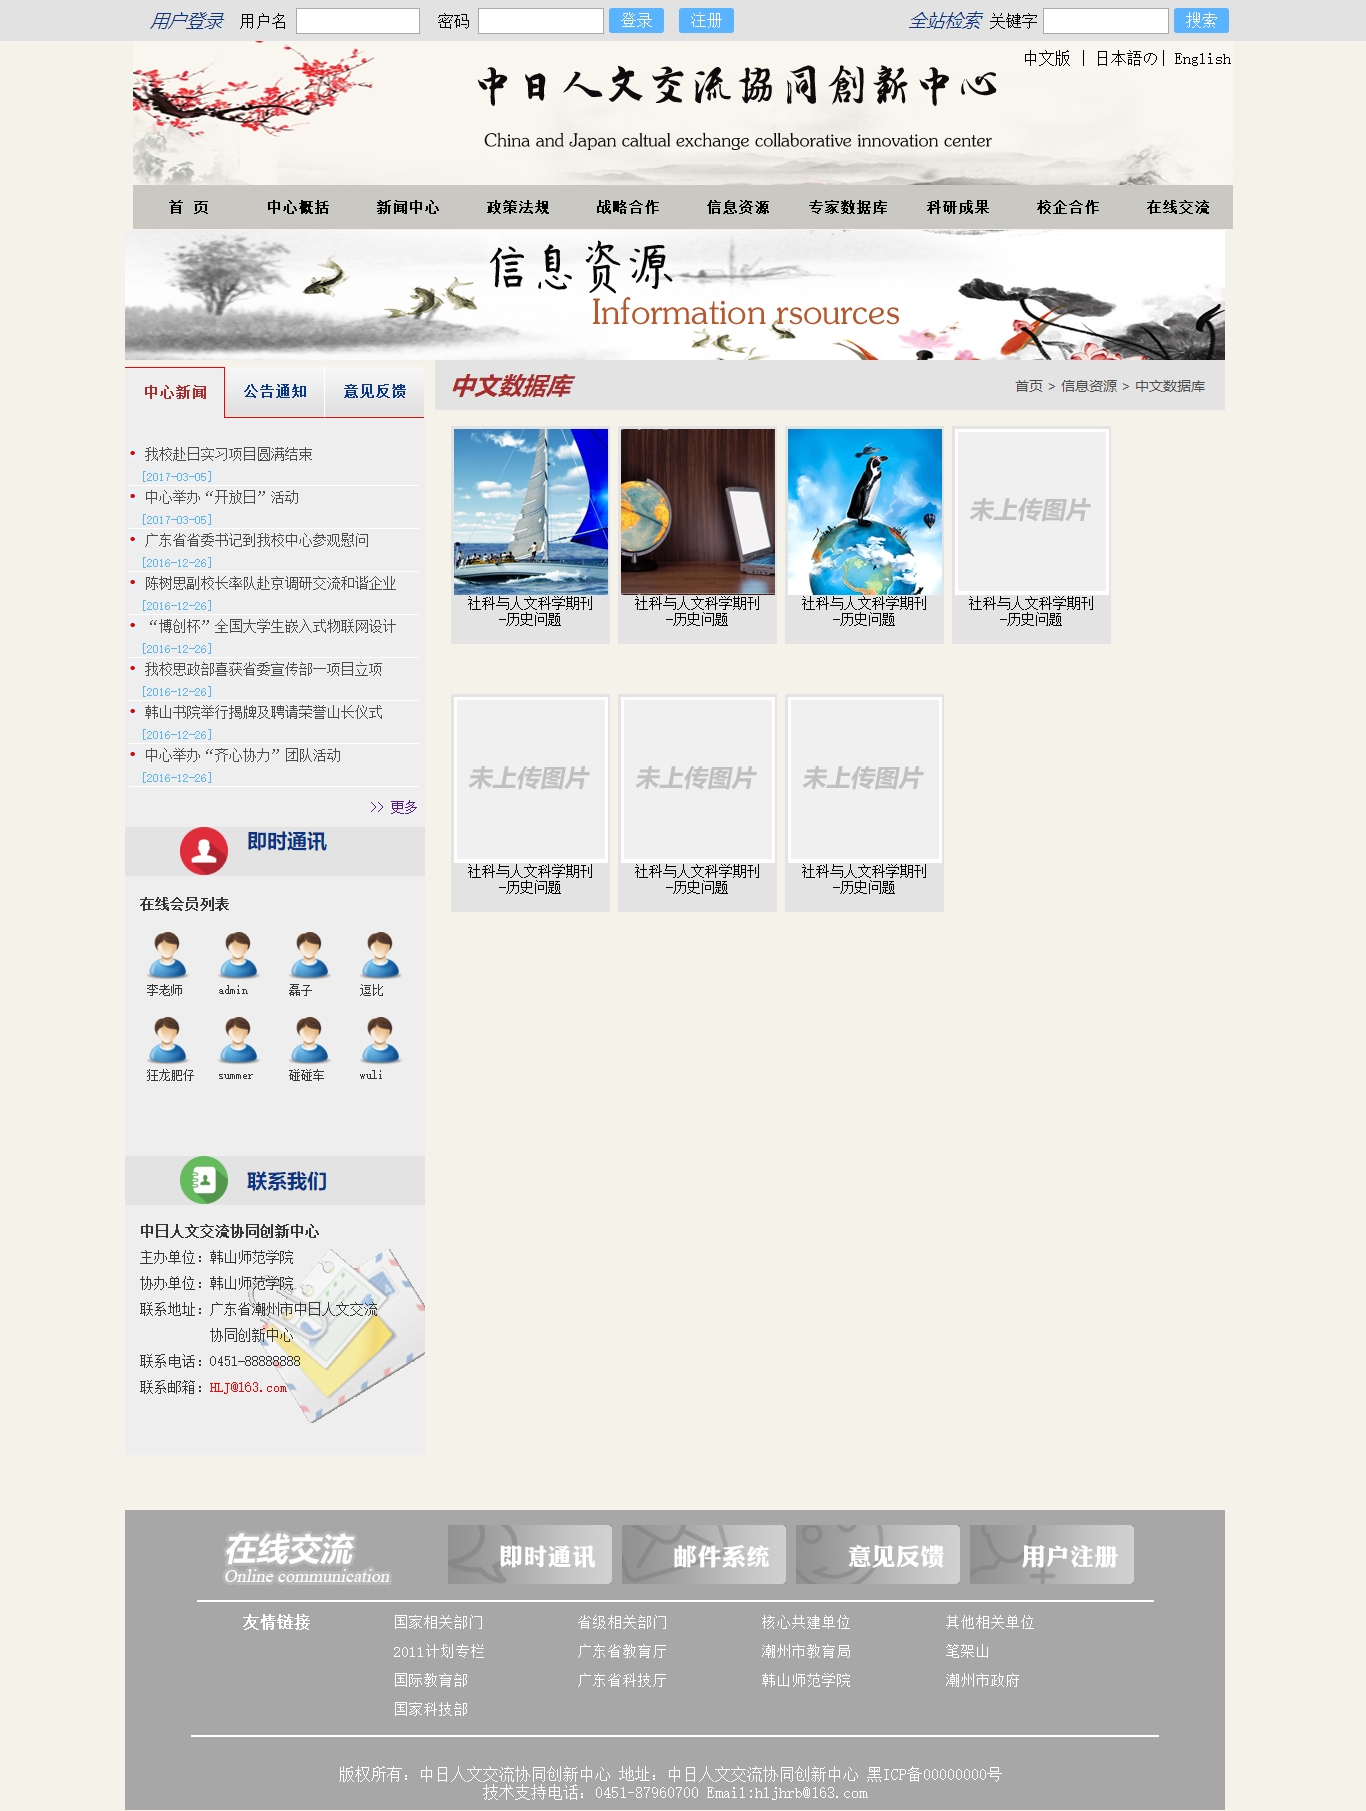 用户登录 用户名 密码 登录 注册 全站检索 关键字 搜索
中文版 | 日本語の | English
中日人文交流協同創新中心
China and Japan caltual exchange collaborative innovation center
首 页 中心概括 新闻中心 政策法规 战略合作 信息资源 专家数据库 科研成果 校企合作 在线交流
信息资源
Information rsources
中心新闻 公告通知 意见反馈
中文数据库
首页 > 信息资源 > 中文数据库
我校赴日实习项目圆满结束
[2017-03-05]
中心举办“开放日”活动
[2017-03-05]
广东省省委书记到我校中心参观慰问
[2016-12-26]
陈树思副校长率队赴京调研交流和谐企业
[2016-12-26]
“博创杯”全国大学生嵌入式物联网设计
[2016-12-26]
我校思政部喜获省委宣传部一项目立项
[2016-12-26]
韩山书院举行揭牌及聘请荣誉山长仪式
[2016-12-26]
中心举办“齐心协力”团队活动
[2016-12-26]
>> 更多
未上传图片
社科与人文科学期刊 社科与人文科学期刊 社科与人文科学期刊 社科与人文科学期刊
-历史问题 -历史问题 -历史问题 -历史问题
未上传图片 未上传图片 未上传图片
社科与人文科学期刊 社科与人文科学期刊 社科与人文科学期刊
-历史问题 -历史问题 -历史问题
即时通讯
在线会员列表
李老师 admin 磊子 逗比
狂龙肥仔 summer 碰碰车 wuli
联系我们
中日人文交流协同创新中心
主办单位：韩山师范学院
协办单位：韩山师范学院
联系地址：广东省潮州市中日人文交流
协同创新中心
联系电话：0451-88888888
联系邮箱：HLJ@163.com
在线交流
Online communication
即时通讯 邮件系统 意见反馈 用户注册
友情链接 国家相关部门 省级相关部门 核心共建单位 其他相关单位
2011计划专栏 广东省教育厅 潮州市教育局 笔架山
国际教育部 广东省科技厅 韩山师范学院 潮州市政府
国家科技部
版权所有：中日人文交流协同创新中心 地址：中日人文交流协同创新中心 黑ICP备00000000号
技术支持电话：0451-87960700 Email:hljhrb@163.com